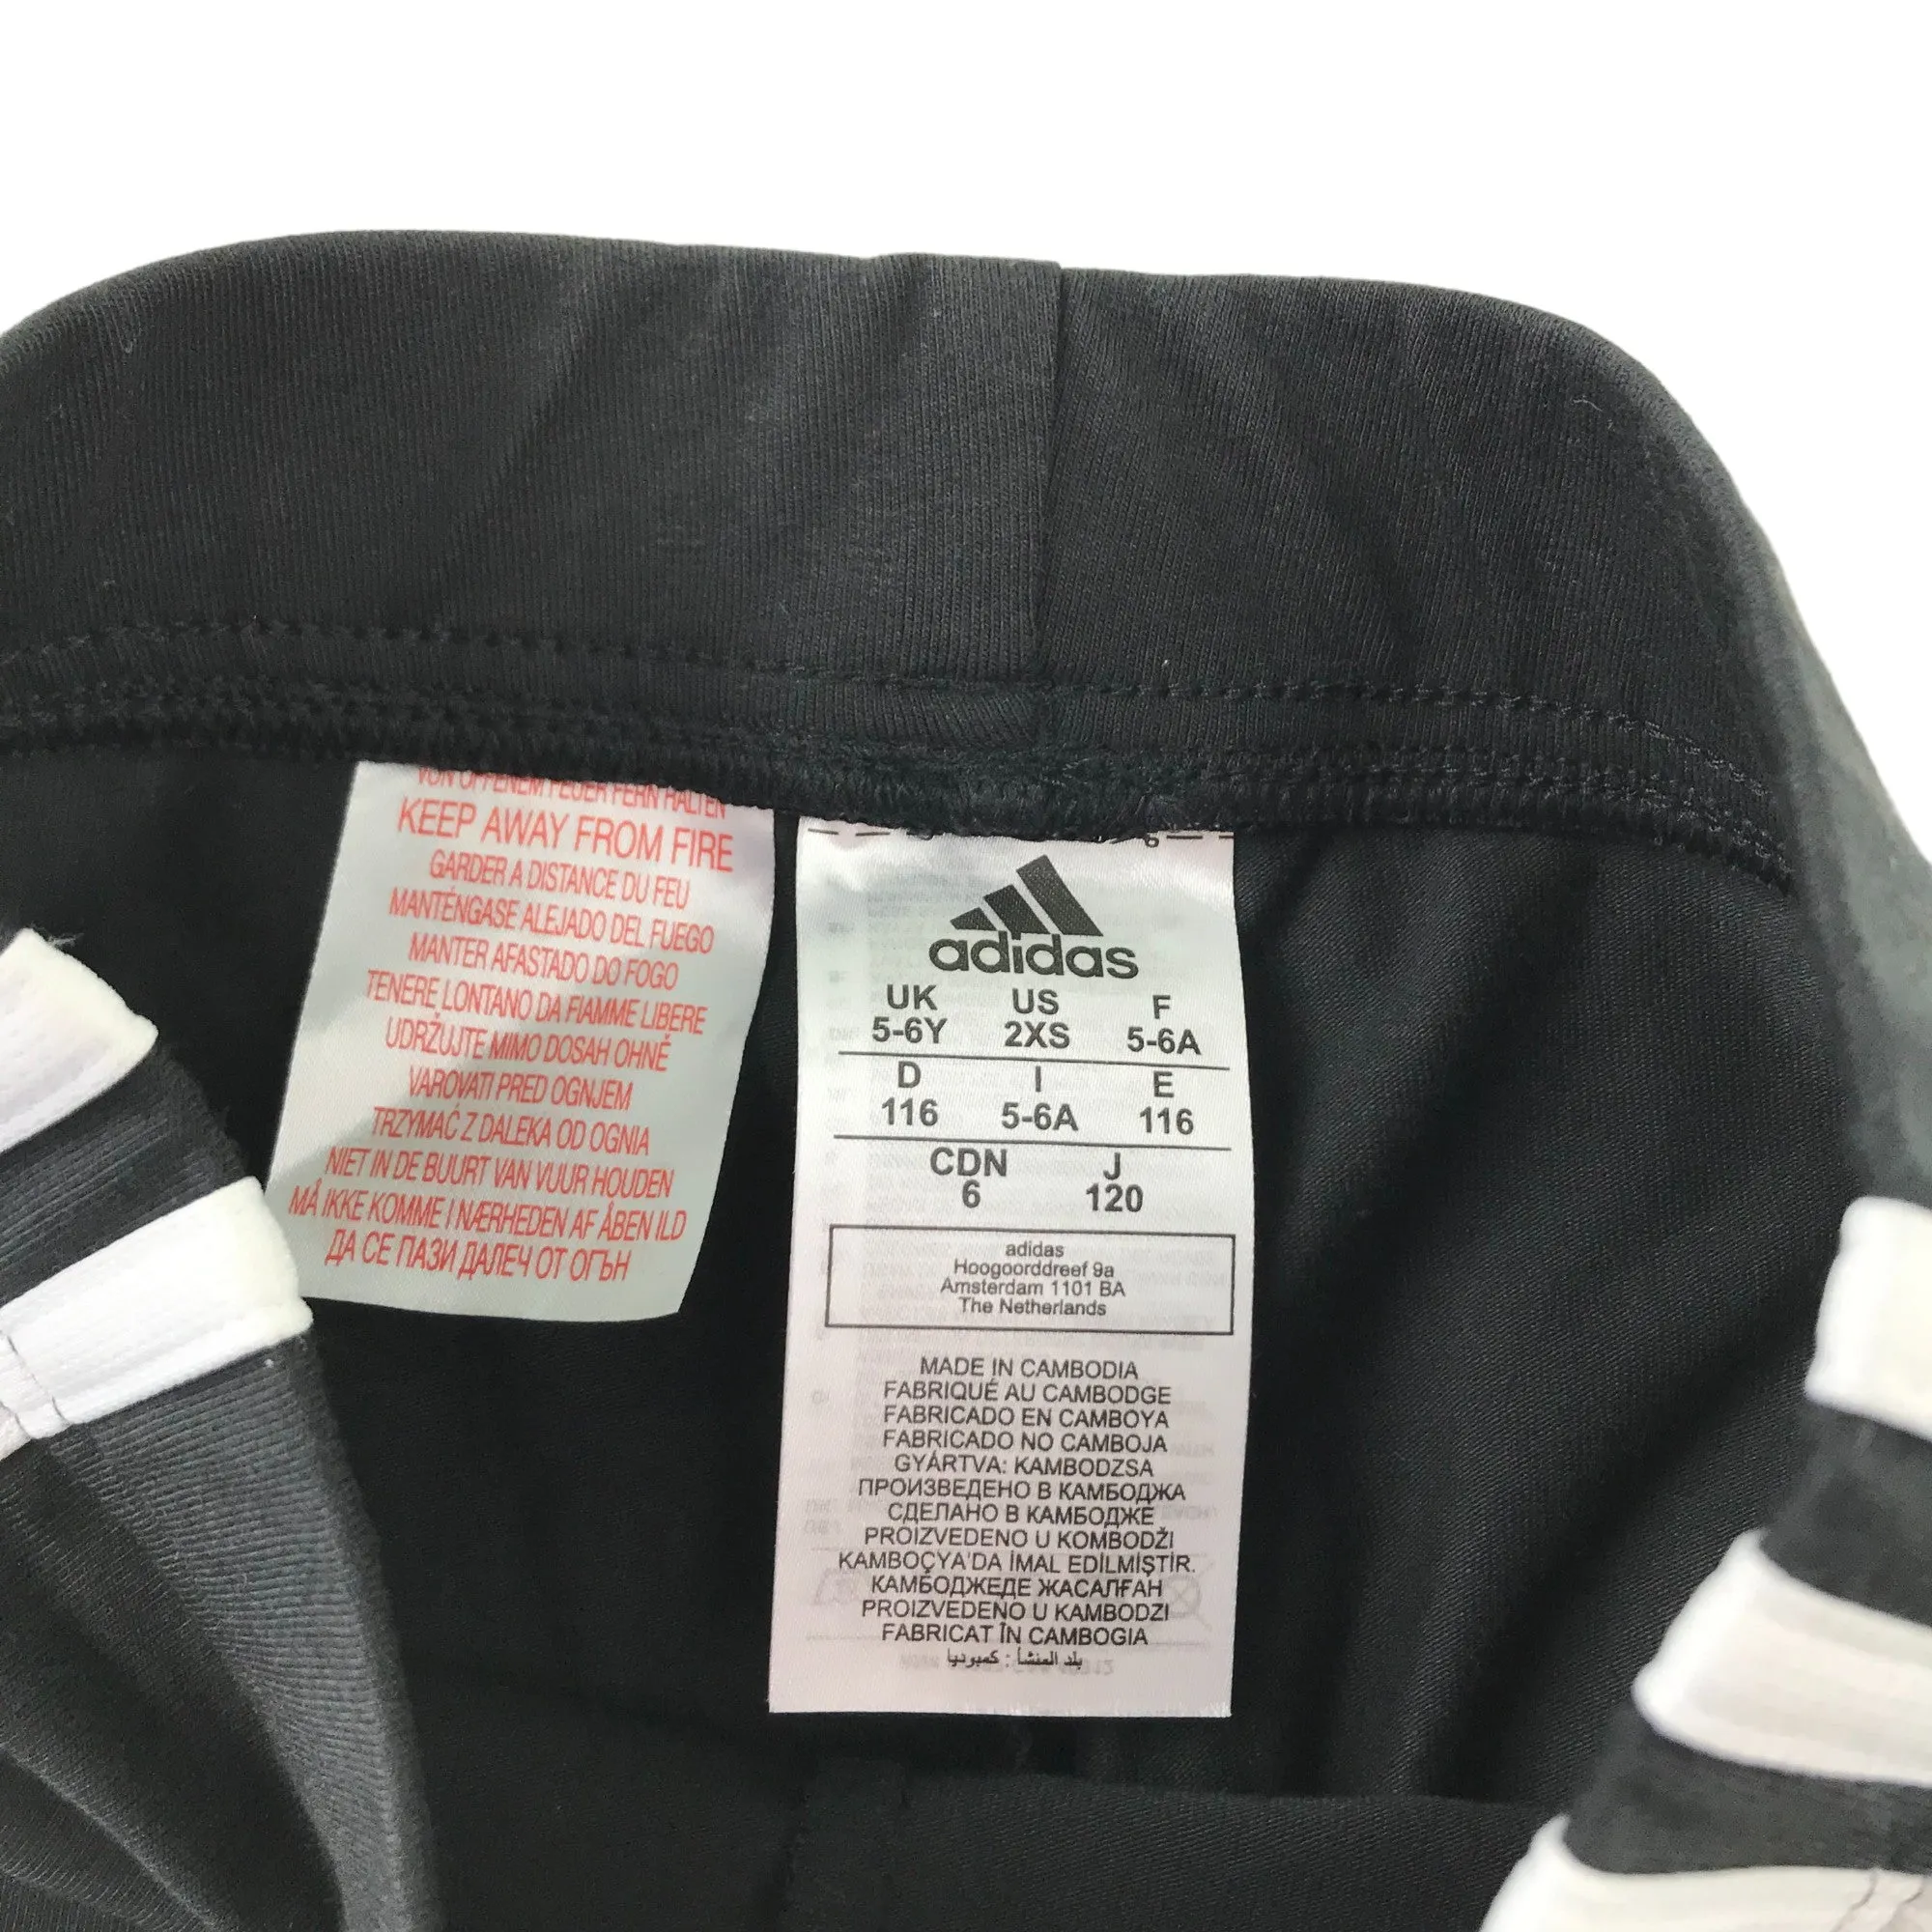 VON OFFENEM FEUER FERN HALTEN
KEEP AWAY FROM FIRE
GARDER A DISTANCE DU FEU
MANTÉNGASE ALEJADO DEL FUEGO
MANTER AFASTADO DO FOGO
TENERE LONTANO DA FIAMME LIBERE
UDRŽUJTE MIMO DOSAH OHNĚ
VAROVATI PRED OGNJEM
TRZYMAĆ Z DALEKA OD OGNIA
NIET IN DE BUURT VAN VUUR HOUDEN
MÅ IKKE KOMME I NÆRHEDEN AF ÅBEN ILD
ДА СЕ ПАЗИ ДАЛЕЧ ОТ ОГЪН
adidas
UK US F
5-6Y 2XS 5-6A
D I E
116 5-6A 116
CDN J
6 120
adidas
Hoogoorddreef 9a
Amsterdam 1101 BA
The Netherlands
MADE IN CAMBODIA
FABRIQUÉ AU CAMBODGE
FABRICADO EN CAMBOYA
FABRICADO NO CAMBOJA
GYÁRTVA: KAMBODZSA
ПРОИЗВЕДЕНО В КАМБОДЖА
СДЕЛАНО В КАМБОДЖЕ
PROIZVEDENO U KOMBODŽI
KAMBOÇYA'DA İMAL EDİLMİŞTİR.
КАМБОДЖЕДЕ ЖАСАЛҒАН
PROIZVEDENO U KAMBODZI
FABRICAT ÎN CAMBOGIA
بلد المنشأ : كمبوديا